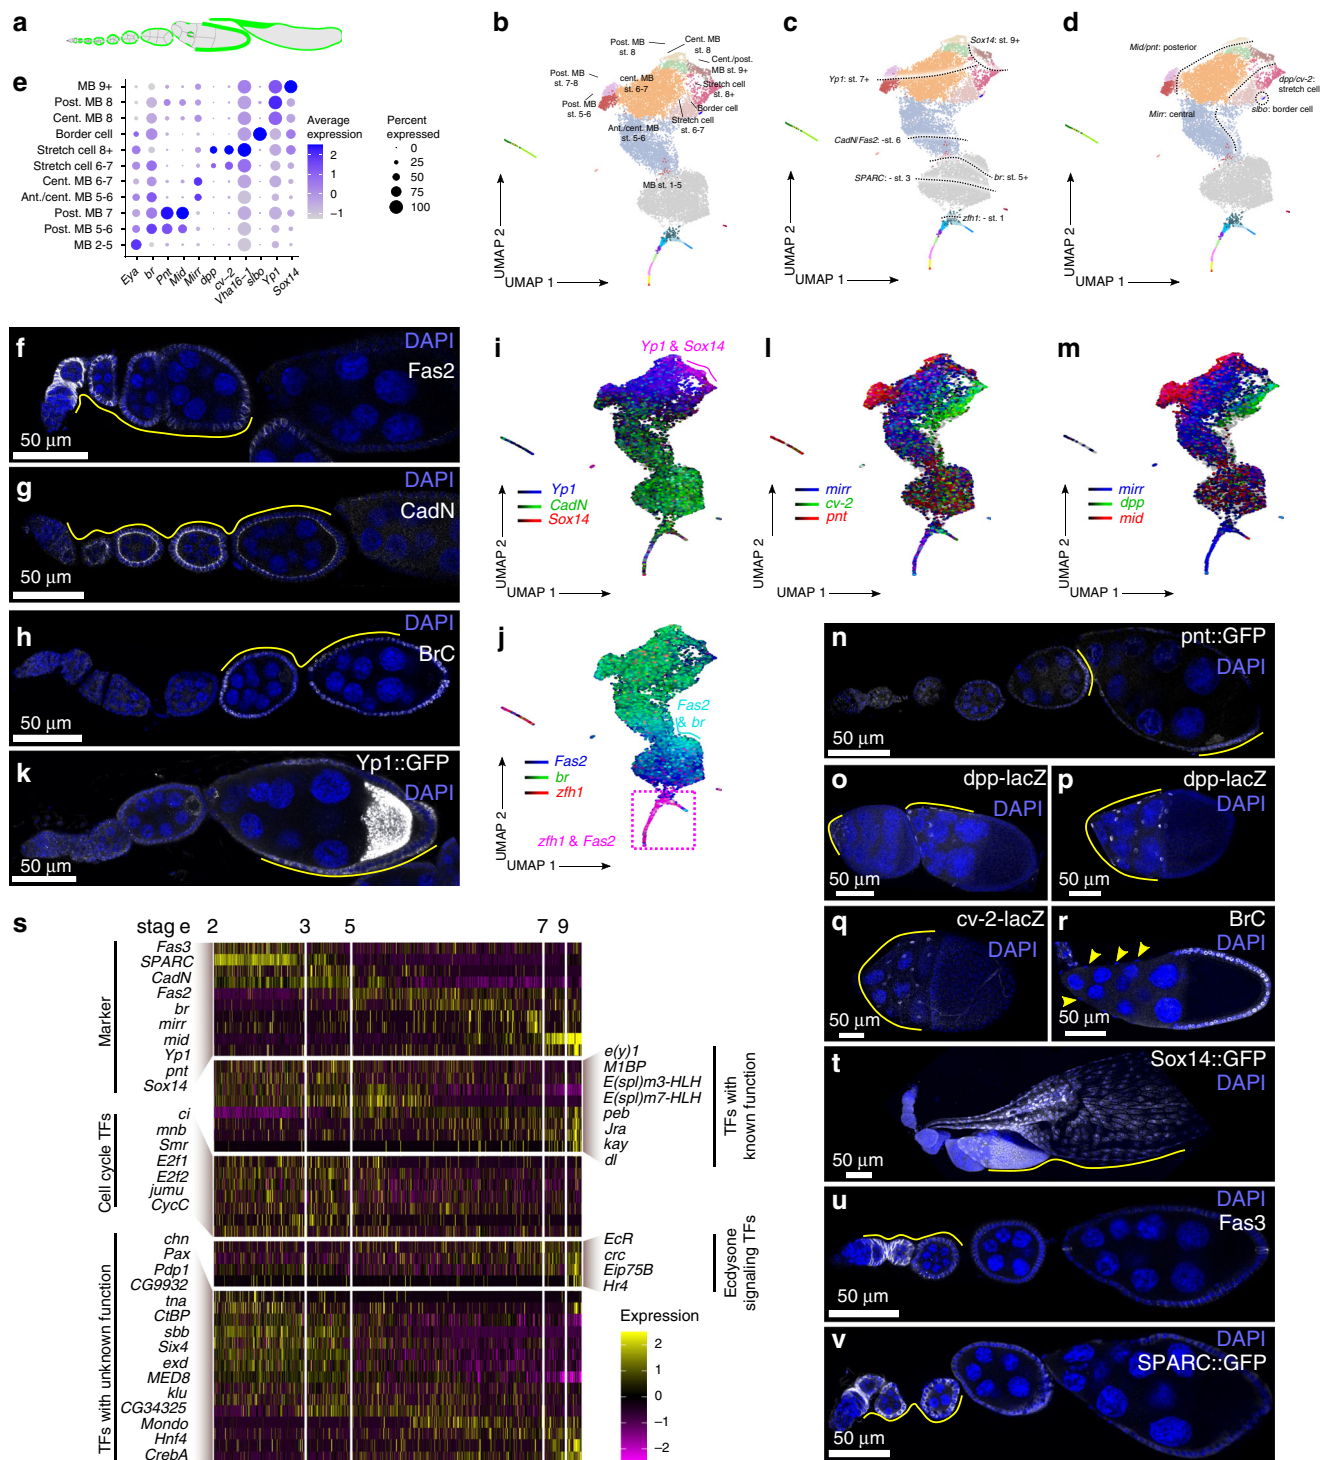 a
b
Post. MB
st. 8
Cent. MB
st. 8
Cent./post.
MB st. 9+
Post. MB
st. 7-8
cent. MB
st. 6-7
Stretch cell
st. 8+
Post. MB
st. 5-6
Border cell
Ant./cent. MB
st. 5-6
Stretch cell
st. 6-7
MB st. 1-5
UMAP 2
UMAP 1
c
Sox14: st. 9+
Yp1: st. 7+
CadN/Fas2: -st. 6
SPARC: - st. 3
br: st. 5+
zfh1: - st. 1
UMAP 2
UMAP 1
d
Mid/pnt: posterior
dpp/cv-2:
stretch cell
slbo: border cell
Mirr: central
UMAP 2
UMAP 1
e
MB 9+
Post. MB 8
Cent. MB 8
Border cell
Stretch cell 8+
Stretch cell 6-7
Cent. MB 6-7
Ant./cent. MB 5-6
Post. MB 7
Post. MB 5-6
MB 2-5
Eya
br
Pnt
Mid
Mirr
dpp
cv-2
Vha16-1
slbo
Yp1
Sox14
Average
expression
2
1
0
−1
Percent
expressed
0
25
50
75
100
f
DAPI
Fas2
50 µm
g
DAPI
CadN
50 µm
h
DAPI
BrC
50 µm
i
Yp1 & Sox14
Yp1
CadN
Sox14
UMAP 2
UMAP 1
l
mirr
cv-2
pnt
UMAP 2
UMAP 1
m
mirr
dpp
mid
UMAP 2
UMAP 1
j
Fas2
& br
Fas2
br
zfh1
zfh1 & Fas2
UMAP 2
UMAP 1
k
Yp1::GFP
DAPI
50 µm
n
pnt::GFP
DAPI
50 µm
o
dpp-lacZ
DAPI
50 µm
p
dpp-lacZ
DAPI
50 µm
q
cv-2-lacZ
DAPI
50 µm
r
BrC
DAPI
50 µm
s
stage
2
3
5
7
9
Marker
Fas3
SPARC
CadN
Fas2
br
mirr
mid
Yp1
pnt
Sox14
Cell cycle TFs
ci
mnb
Smr
E2f1
E2f2
jumu
CycC
TFs with unknown function
chn
Pax
Pdp1
CG9932
tna
CtBP
sbb
Six4
exd
MED8
klu
CG34325
Mondo
Hnf4
CrebA
e(y)1
M1BP
E(spl)m3-HLH
E(spl)m7-HLH
peb
Jra
kay
dl
TFs with
known function
EcR
crc
Eip75B
Hr4
Ecdysone
signaling TFs
Expression
2
1
0
−1
−2
t
Sox14::GFP
DAPI
50 µm
u
DAPI
Fas3
50 µm
v
DAPI
SPARC::GFP
50 µm